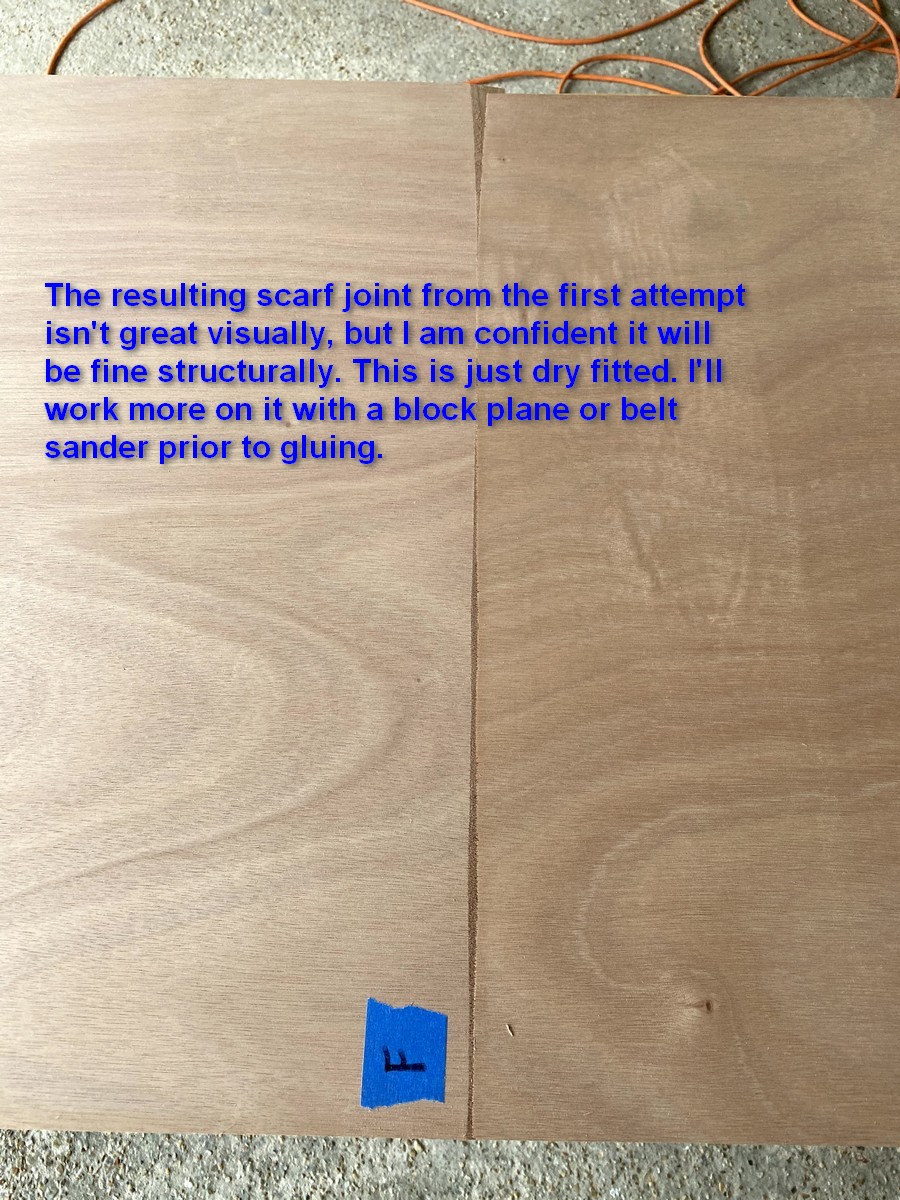 The resulting scarf joint from the first attempt
isn't great visually, but I am confident it will
be fine structurally. This is just dry fitted. I'll
work more on it with a block plane or belt
sander prior to gluing.
F